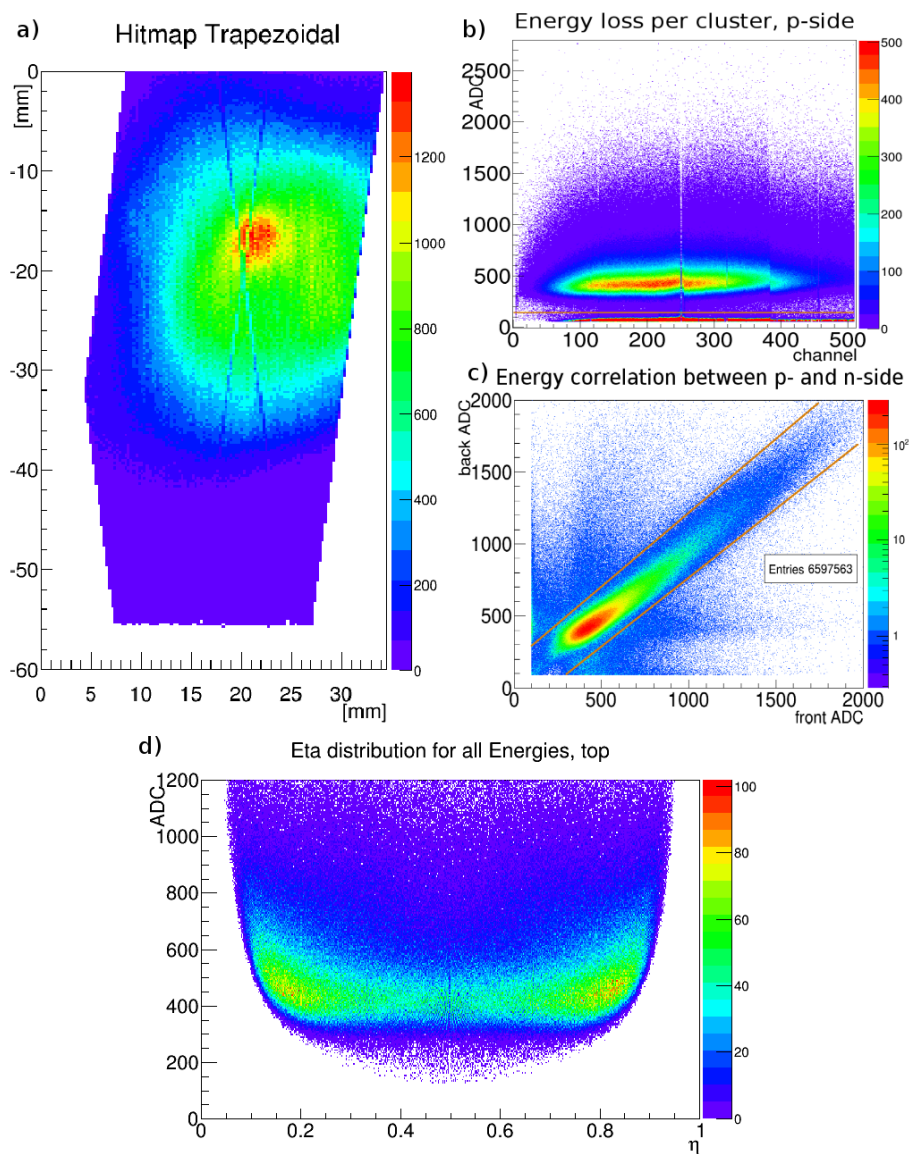 a)
Hitmap Trapezoidal
[mm]
0
-10
-20
-30
-40
-50
-60
0 5 10 15 20 25 30
[mm]
1200
1000
800
600
400
200
0
b)
Energy loss per cluster, p-side
ADC
2500
2000
1500
1000
500
0
0 100 200 300 400 500
channel
500
400
300
200
100
0
c) Energy correlation between p- and n-side
back ADC
2000
1500
1000
500
0
0 500 1000 1500 2000
front ADC
Entries 6597563
10²
10
1
d)
Eta distribution for all Energies, top
ADC
1200
1000
800
600
400
200
0
0 0.2 0.4 0.6 0.8 1
η
100
80
60
40
20
0